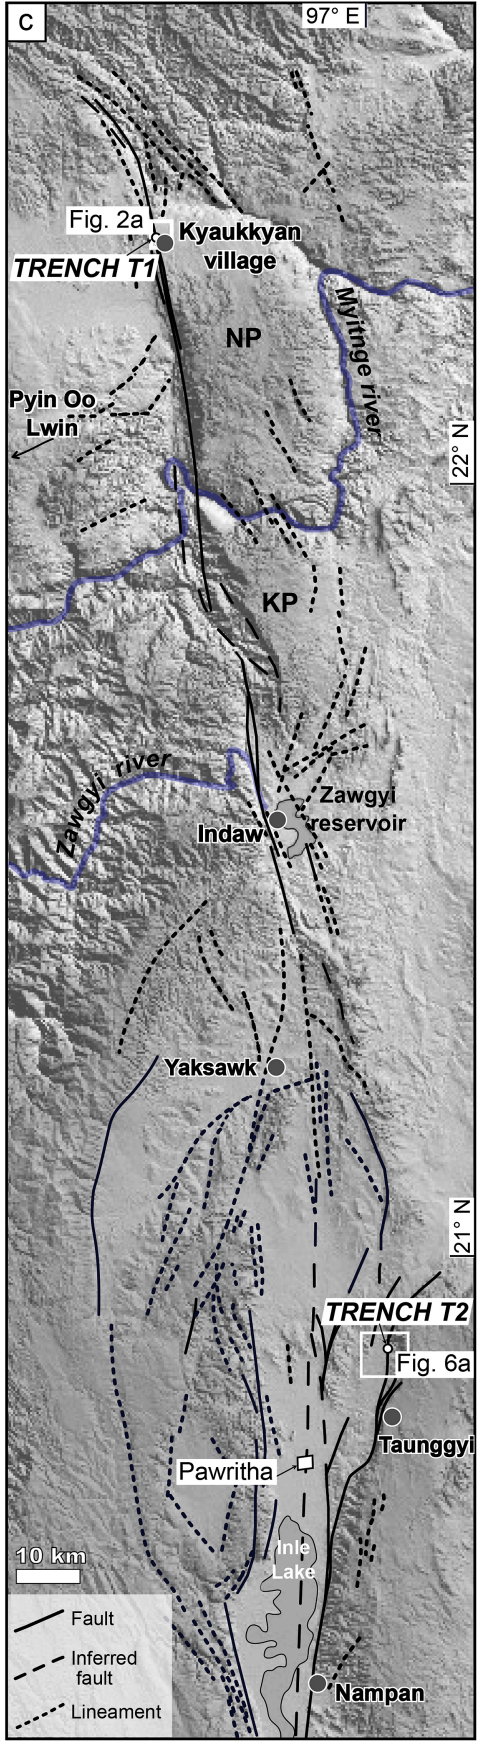 C
97° E
Fig. 2a
Kyaukkyan
village
TRENCH T1
NP
Myitnge river
Pyin Oo
Lwin
22° N
KP
Zawgyi river
Zawgyi
reservoir
Indaw
Yaksawk
21° N
TRENCH T2
Fig. 6a
Taunggyi
Pawritha
10 km
Inle
Lake
Fault
Inferred
fault
Lineament
Nampan